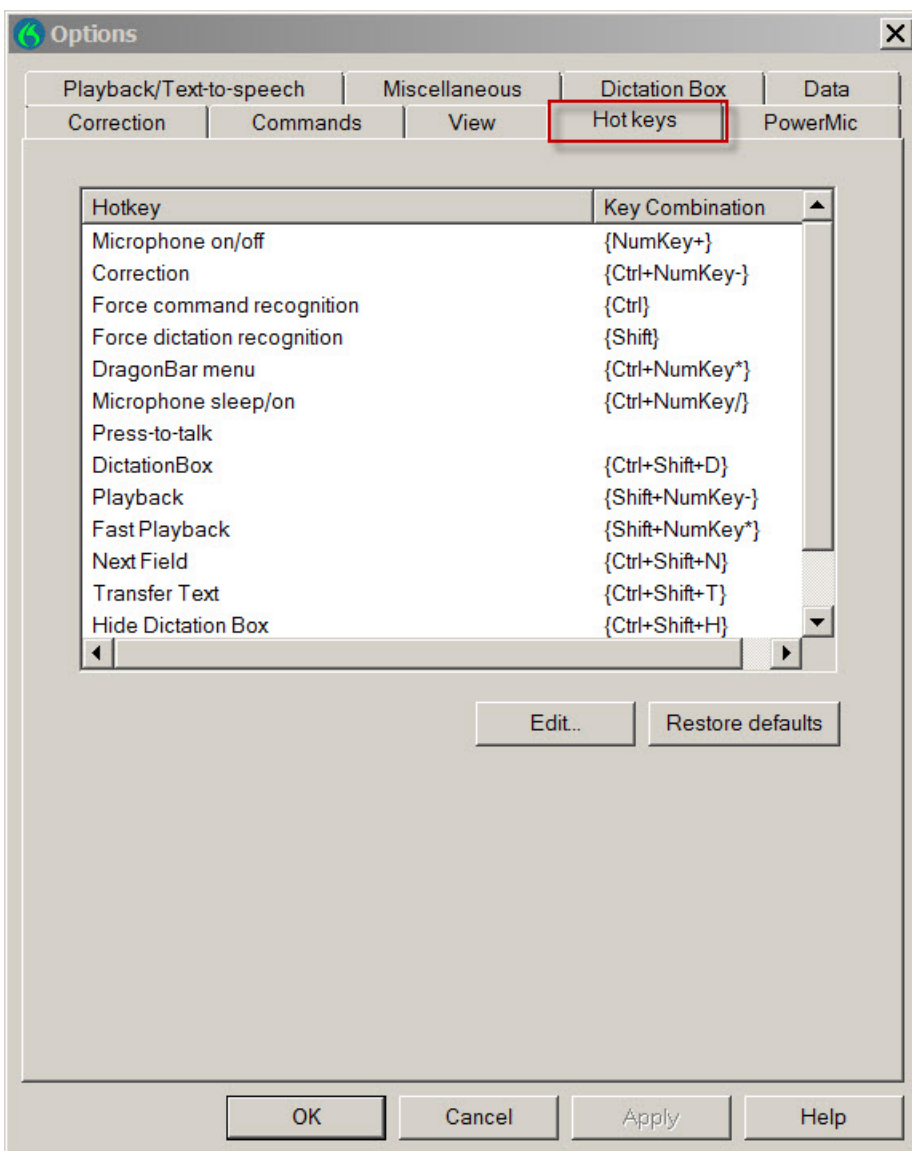 Options
Playback/Text-to-speech Miscellaneous Dictation Box Data
Correction Commands View Hot keys PowerMic
Hotkey Key Combination
Microphone on/off {NumKey+}
Correction {Ctrl+NumKey-}
Force command recognition {Ctrl}
Force dictation recognition {Shift}
DragonBar menu {Ctrl+NumKey*}
Microphone sleep/on {Ctrl+NumKey/}
Press-to-talk
DictationBox {Ctrl+Shift+D}
Playback {Shift+NumKey-}
Fast Playback {Shift+NumKey*}
Next Field {Ctrl+Shift+N}
Transfer Text {Ctrl+Shift+T}
Hide Dictation Box {Ctrl+Shift+H}
Edit... Restore defaults
OK Cancel Apply Help